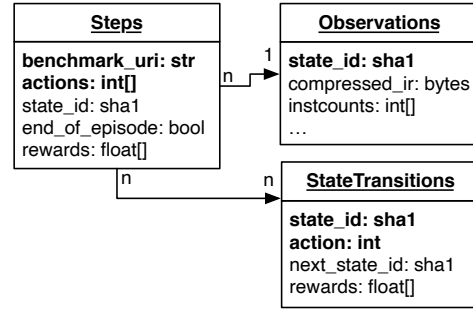 Steps
benchmark_uri: str
actions: int[]
state_id: sha1
end_of_episode: bool
rewards: float[]
n
1
Observations
state_id: sha1
compressed_ir: bytes
instcounts: int[]
…
n
n
StateTransitions
state_id: sha1
action: int
next_state_id: sha1
rewards: float[]